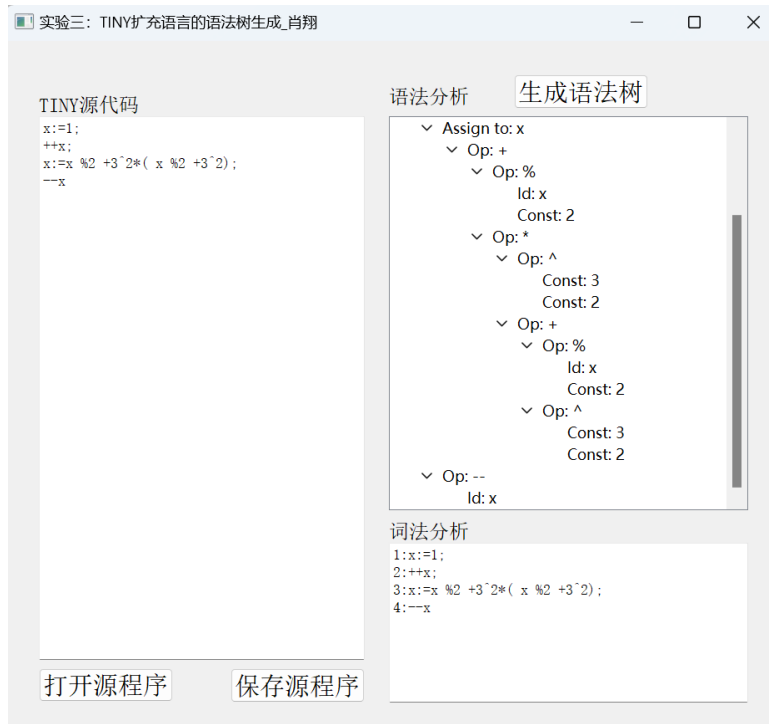 实验三：TINY扩充语言的语法树生成_肖翔
TINY源代码
x:=1;
++x;
x:=x %2 +3^2*( x %2 +3^2);
--x
打开源程序
保存源程序
语法分析
生成语法树
Assign to: x
Op: +
Op: %
Id: x
Const: 2
Op: *
Op: ^
Const: 3
Const: 2
Op: +
Op: %
Id: x
Const: 2
Op: ^
Const: 3
Const: 2
Op: --
Id: x
词法分析
1:x:=1;
2:++x;
3:x:=x %2 +3^2*( x %2 +3^2);
4:--x